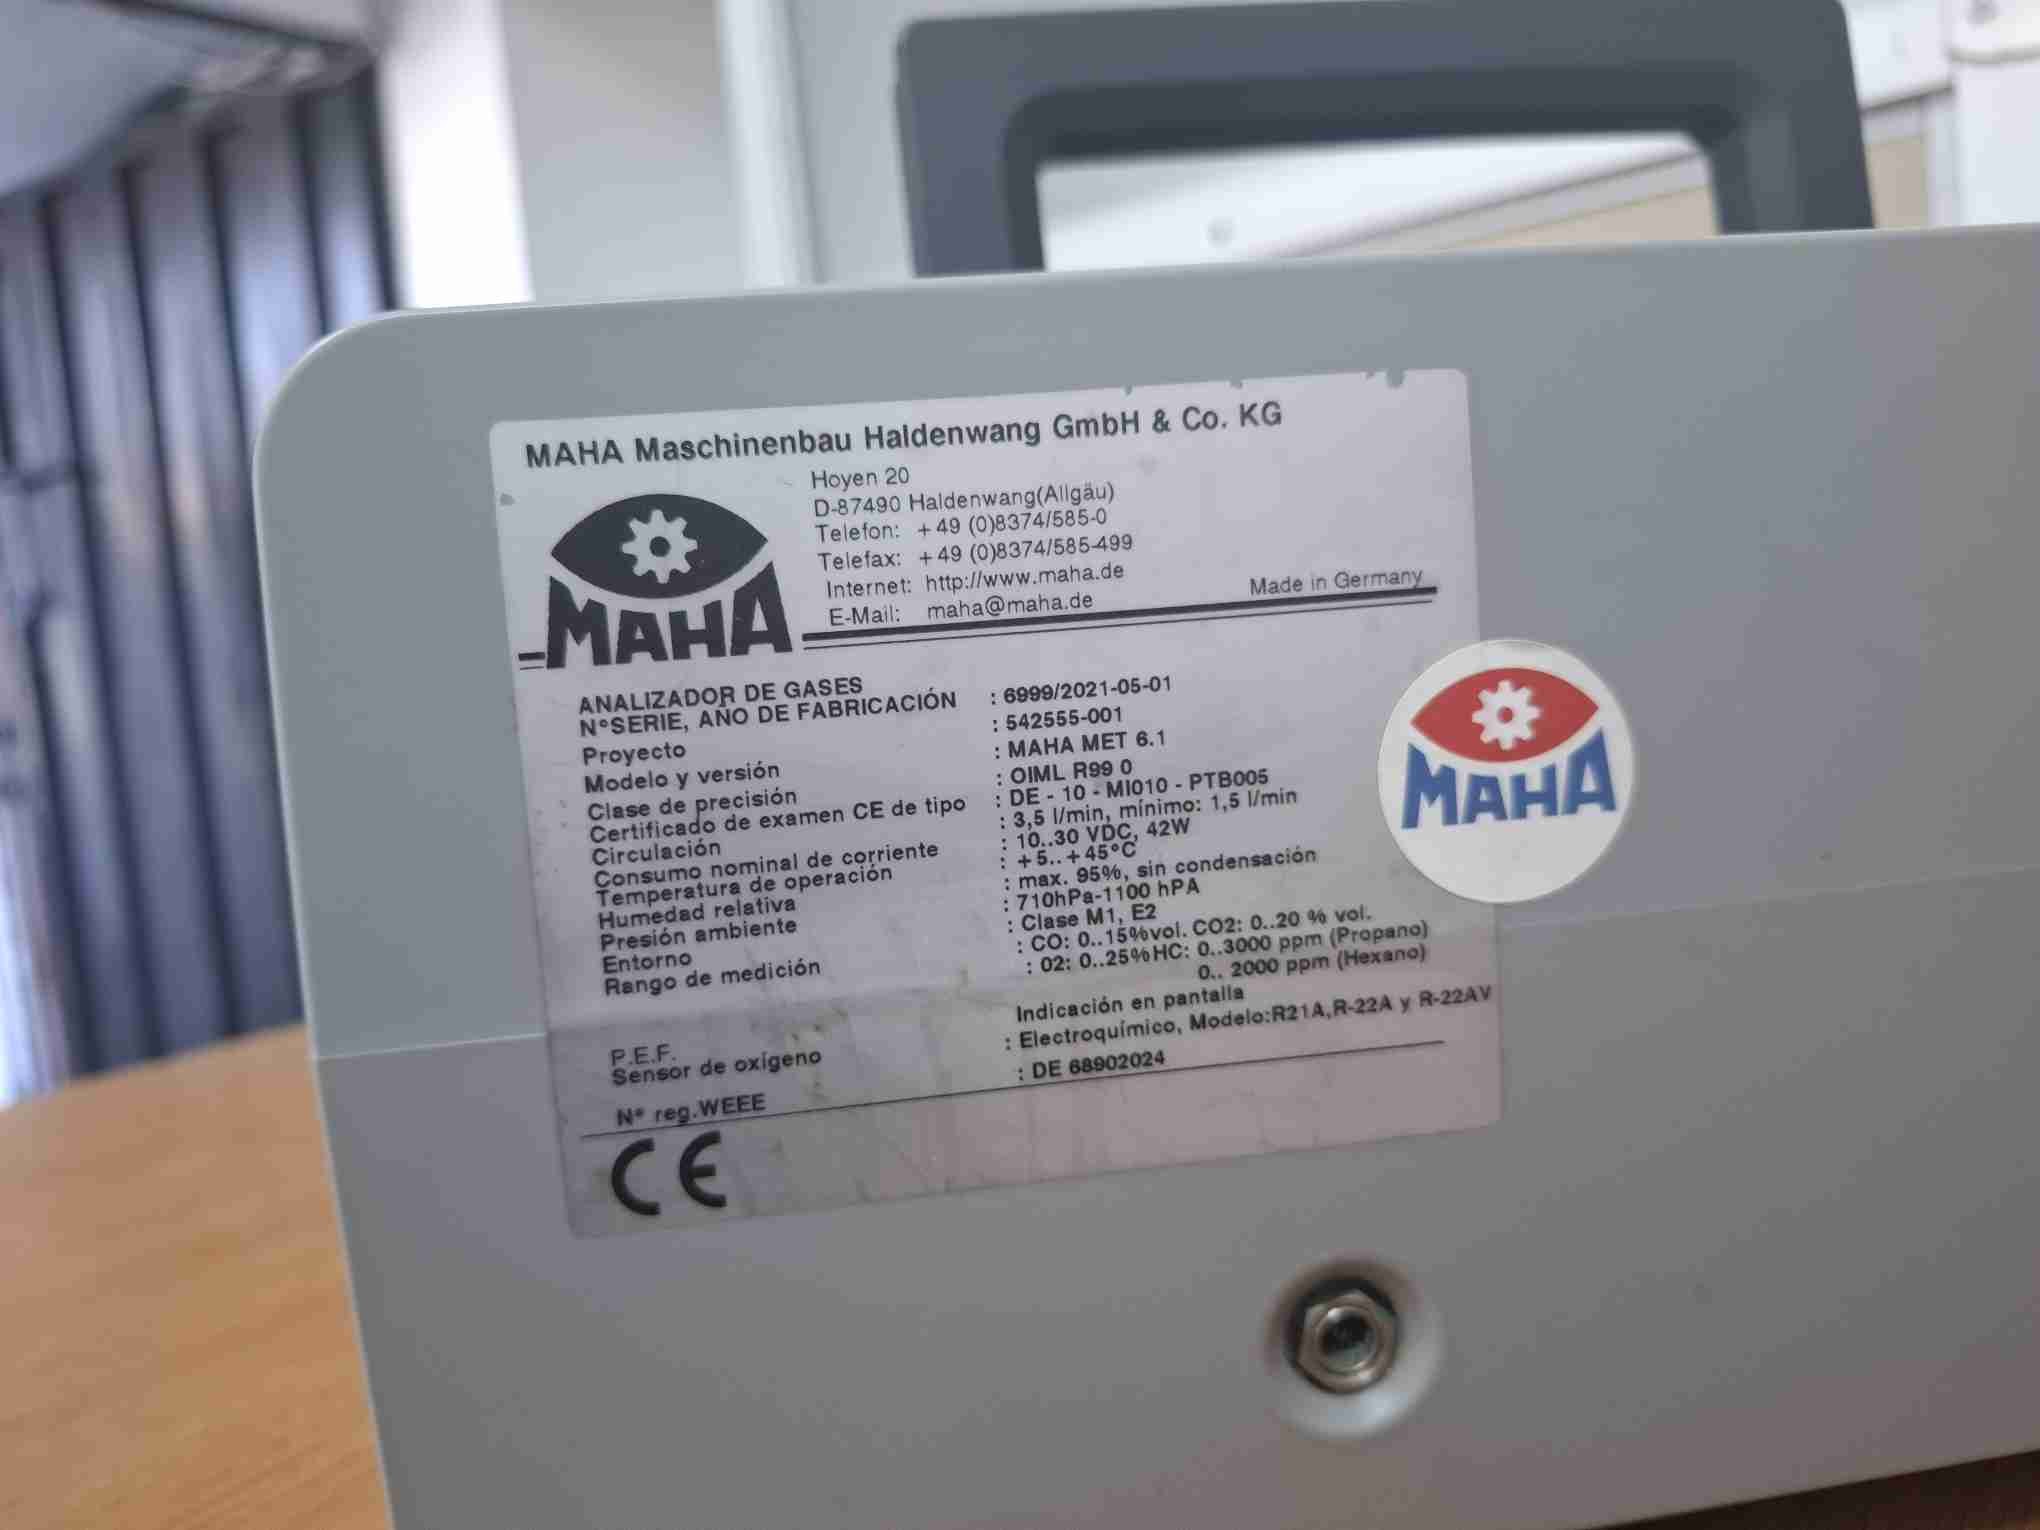 MAHA Maschinenbau Haldenwang GmbH & Co. KG
Hoyen 20
D-87490 Haldenwang(Allgäu)
Telefon: +49 (0)8374/585-0
Telefax: +49 (0)8374/585-499
Internet: http://www.maha.de
E-Mail: maha@maha.de
Made in Germany
MAHA
ANALIZADOR DE GASES
N°SERIE, AÑO DE FABRICACIÓN : 6999/2021-05-01
Proyecto : 542555-001
Modelo y versión : MAHA MET 6.1
Clase de precisión : OIML R99 0
Certificado de examen CE de tipo : DE - 10 - MI010 - PTB005
Circulación : 3,5 l/min, mínimo: 1,5 l/min
Consumo nominal de corriente : 10..30 VDC, 42W
Temperatura de operación : +5.. +45°C
Humedad relativa : max. 95%, sin condensación
Presión ambiente : 710hPa-1100 hPA
Entorno : Clase M1, E2
Rango de medición : CO: 0..15%vol. CO2: 0..20 % vol.
: 02: 0..25%HC: 0..3000 ppm (Propano)
0.. 2000 ppm (Hexano)
P.E.F. Indicación en pantalla
Sensor de oxígeno : Electroquímico, Modelo:R21A,R-22A y R-22AV
N° reg.WEEE : DE 68902024
CE
MAHA